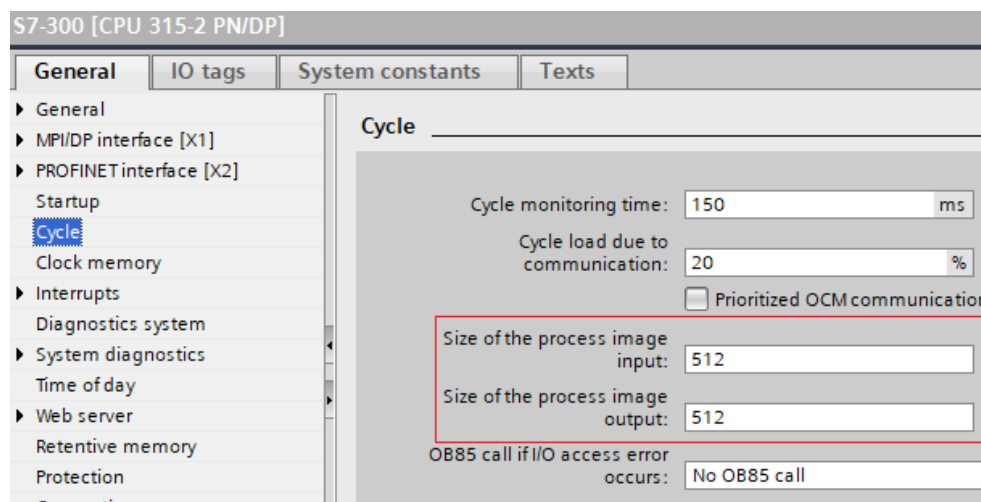 S7-300 [CPU 315-2 PN/DP]
General IO tags System constants Texts
General
MPI/DP interface [X1]
PROFINET interface [X2]
Startup
Cycle
Clock memory
Interrupts
Diagnostics system
System diagnostics
Time of day
Web server
Retentive memory
Protection
Cycle
Cycle monitoring time: 150 ms
Cycle load due to
communication: 20 %
Prioritized OCM communication
Size of the process image
input: 512
Size of the process image
output: 512
OB85 call if I/O access error
occurs: No OB85 call